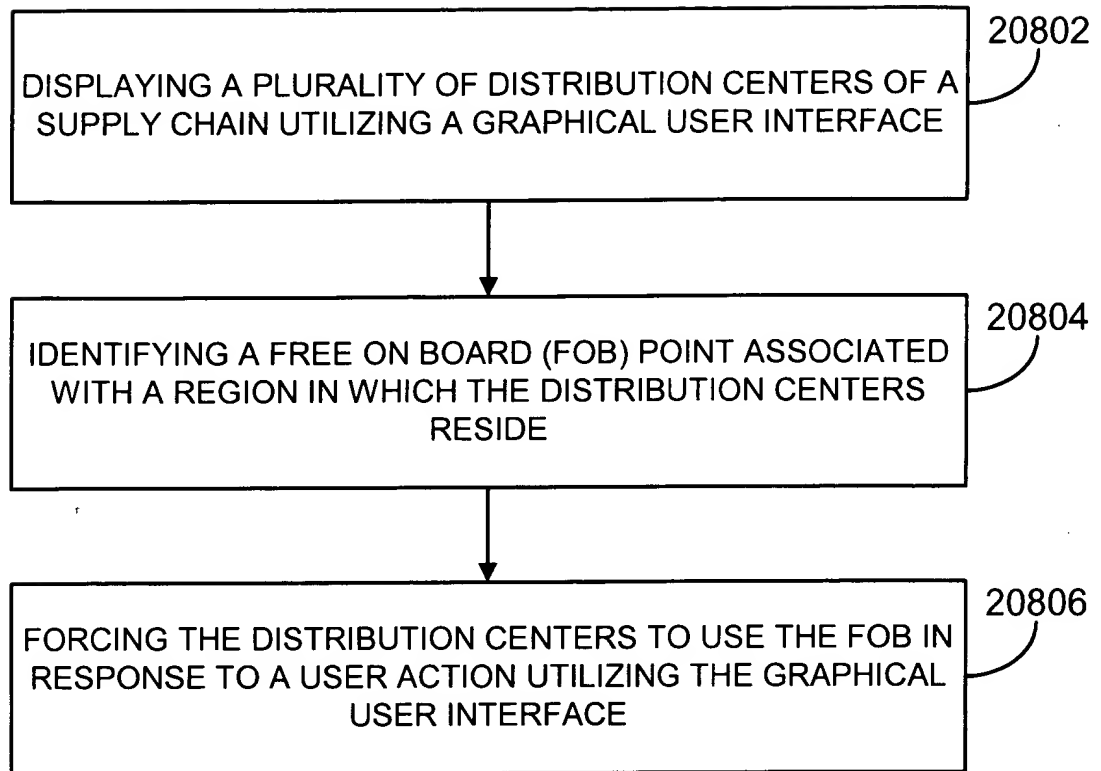 20802
DISPLAYING A PLURALITY OF DISTRIBUTION CENTERS OF A
SUPPLY CHAIN UTILIZING A GRAPHICAL USER INTERFACE
20804
IDENTIFYING A FREE ON BOARD (FOB) POINT ASSOCIATED
WITH A REGION IN WHICH THE DISTRIBUTION CENTERS
RESIDE
20806
FORCING THE DISTRIBUTION CENTERS TO USE THE FOB IN
RESPONSE TO A USER ACTION UTILIZING THE GRAPHICAL
USER INTERFACE